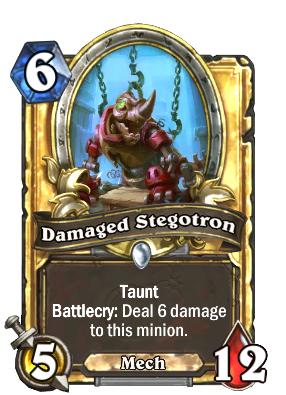 6
Damaged Stegotron
Taunt
Battlecry: Deal 6 damage
to this minion.
5
Mech
12